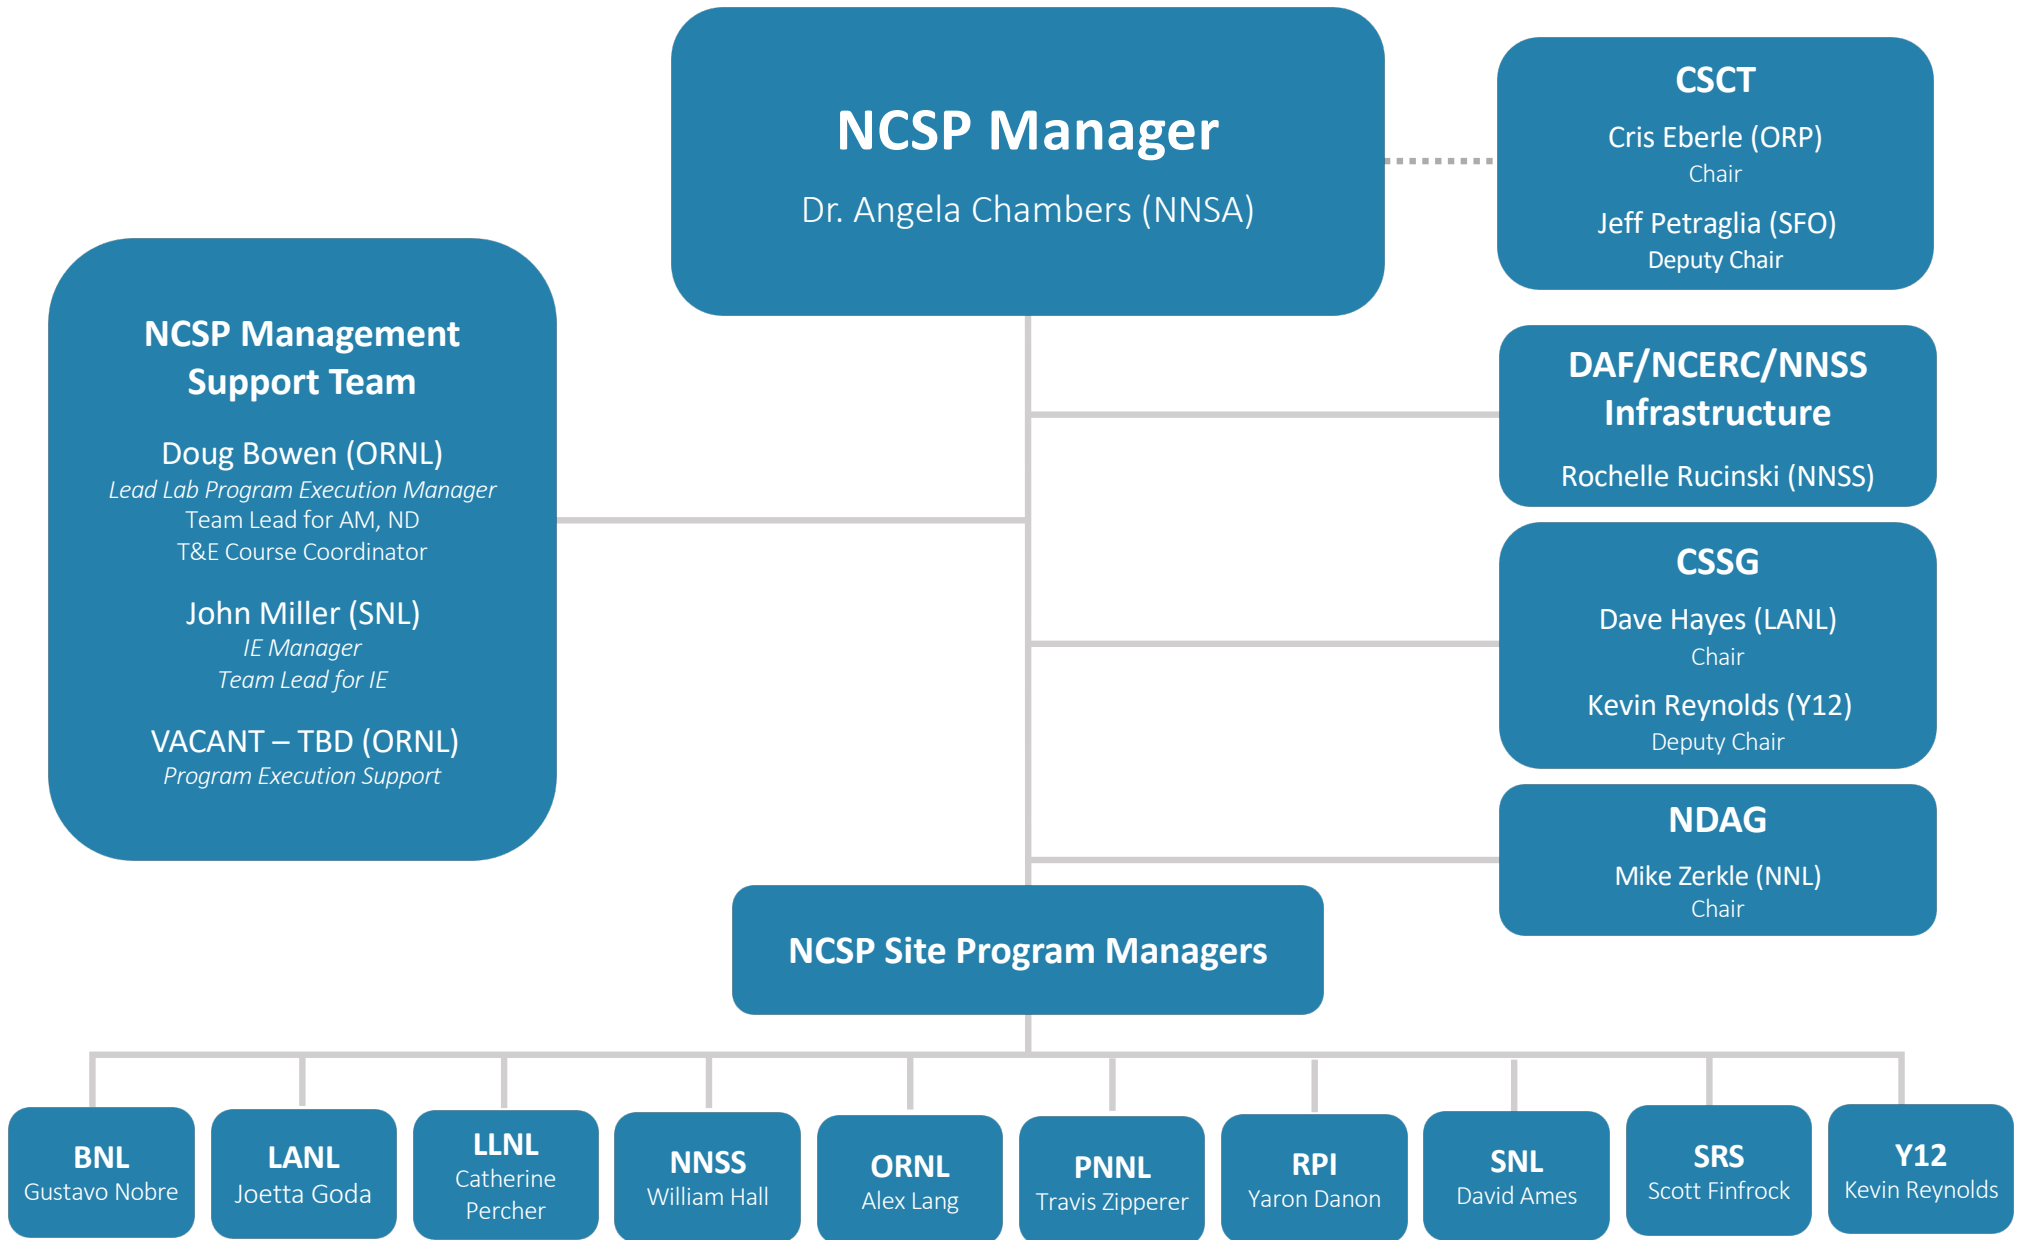 NCSP Manager
Dr. Angela Chambers (NNSA)
CSCT
Cris Eberle (ORP)
Chair
Jeff Petraglia (SFO)
Deputy Chair
NCSP Management
Support Team
Doug Bowen (ORNL)
Lead Lab Program Execution Manager
Team Lead for AM, ND
T&E Course Coordinator
John Miller (SNL)
IE Manager
Team Lead for IE
VACANT – TBD (ORNL)
Program Execution Support
DAF/NCERC/NNSS
Infrastructure
Rochelle Rucinski (NNSS)
CSSG
Dave Hayes (LANL)
Chair
Kevin Reynolds (Y12)
Deputy Chair
NDAG
Mike Zerkle (NNL)
Chair
NCSP Site Program Managers
BNL
Gustavo Nobre
LANL
Joetta Goda
LLNL
Catherine
Percher
NNSS
William Hall
ORNL
Alex Lang
PNNL
Travis Zipperer
RPI
Yaron Danon
SNL
David Ames
SRS
Scott Finfrock
Y12
Kevin Reynolds